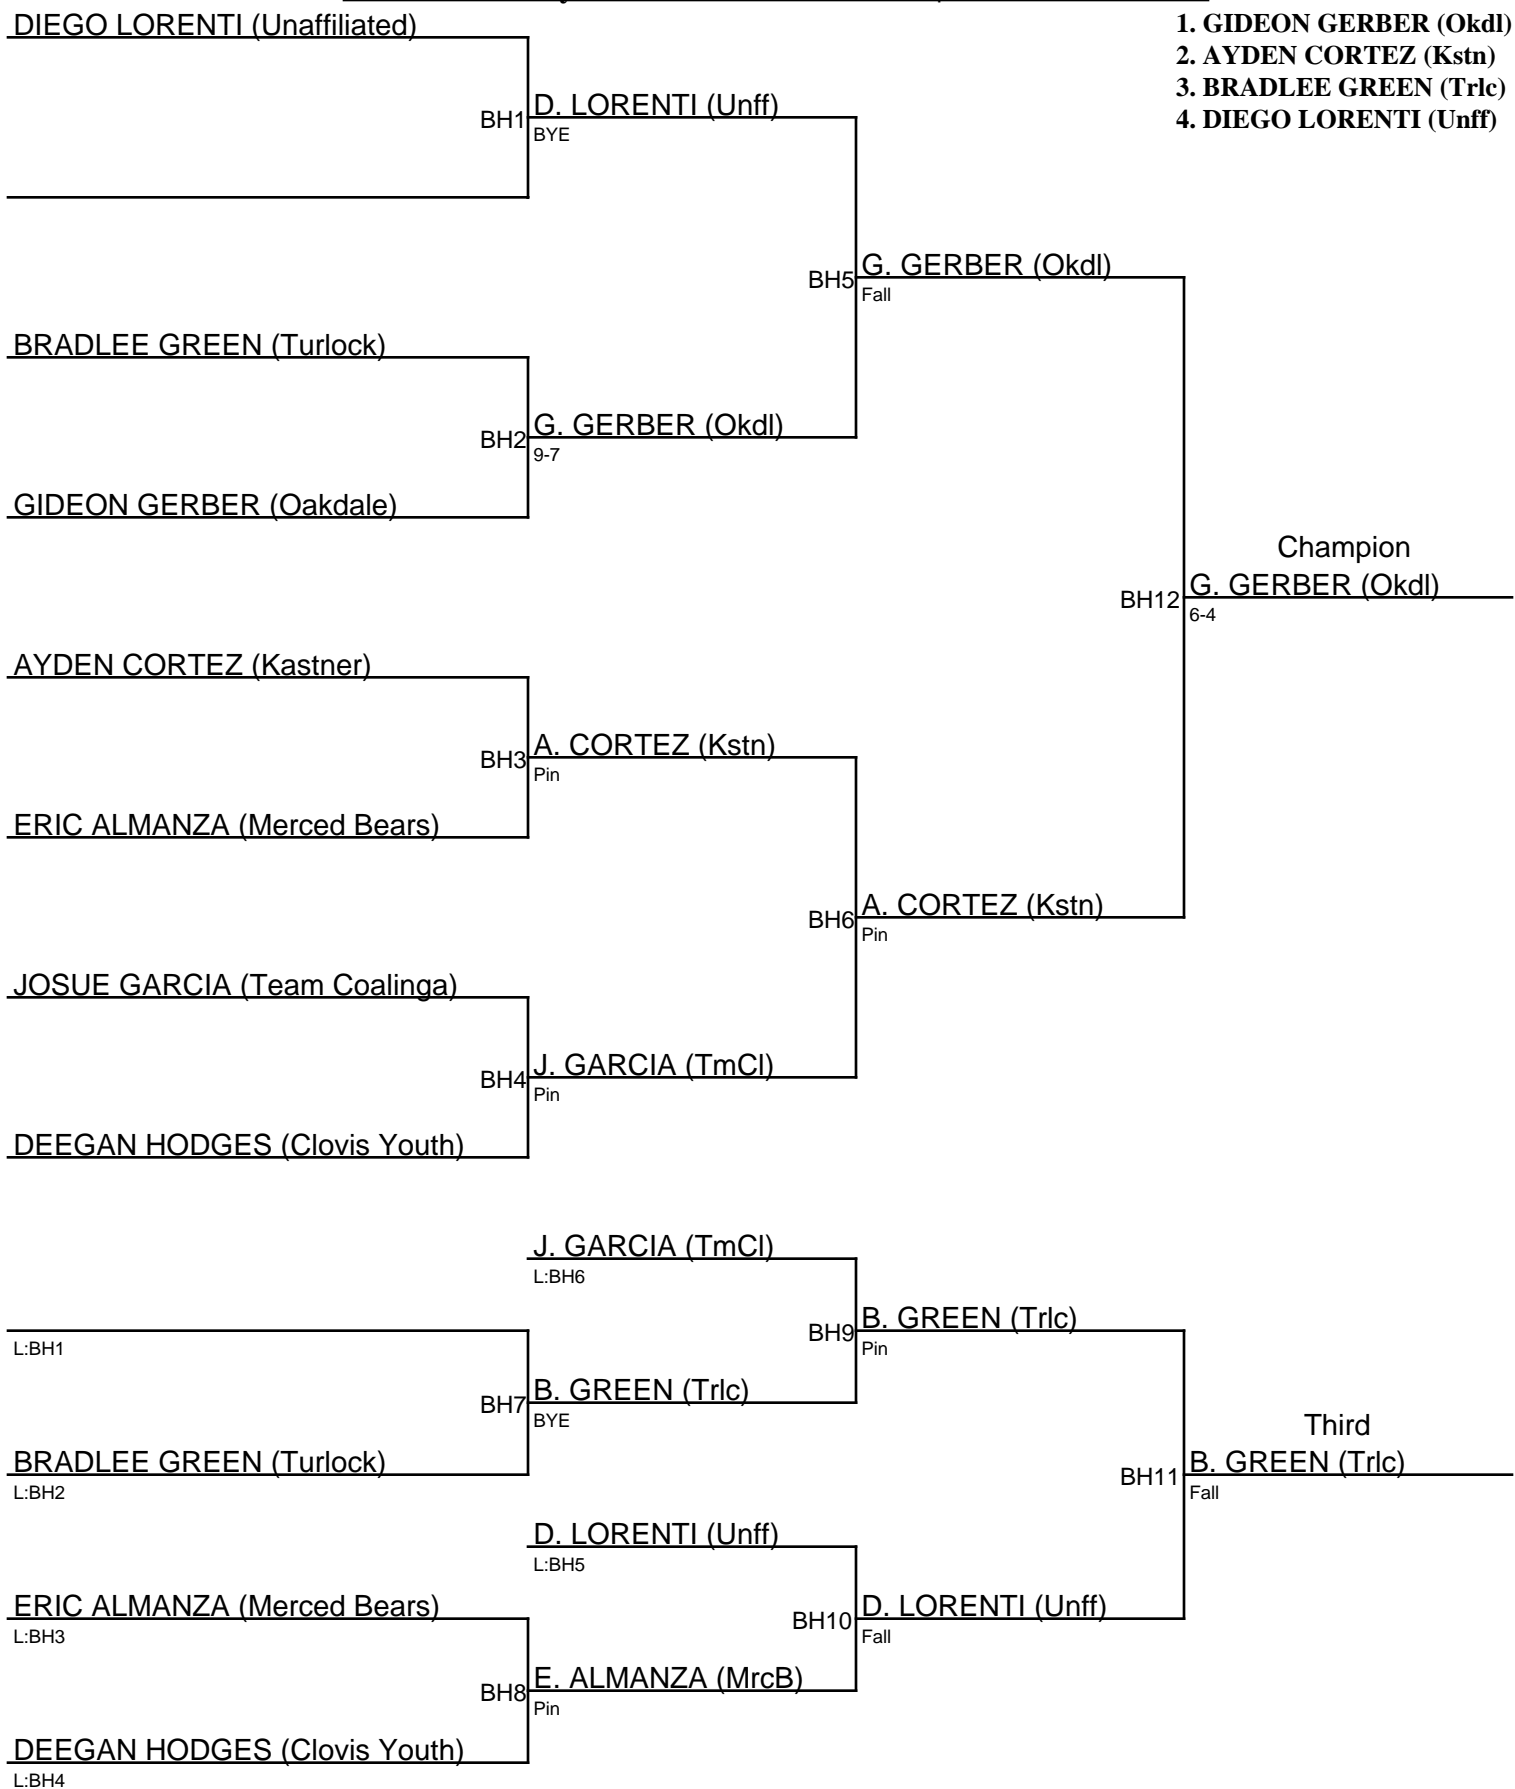 DIEGO LORENTI (Unaffiliated)
1. GIDEON GERBER (Okdl)
2. AYDEN CORTEZ (Kstn)
3. BRADLEE GREEN (Trlc)
4. DIEGO LORENTI (Unff)
BH1
D. LORENTI (Unff)
BYE
BH5
G. GERBER (Okdl)
Fall
BRADLEE GREEN (Turlock)
BH2
G. GERBER (Okdl)
9-7
GIDEON GERBER (Oakdale)
Champion
BH12
G. GERBER (Okdl)
6-4
AYDEN CORTEZ (Kastner)
BH3
A. CORTEZ (Kstn)
Pin
ERIC ALMANZA (Merced Bears)
BH6
A. CORTEZ (Kstn)
Pin
JOSUE GARCIA (Team Coalinga)
BH4
J. GARCIA (TmCl)
Pin
DEEGAN HODGES (Clovis Youth)
J. GARCIA (TmCl)
L:BH6
L:BH1
BH9
B. GREEN (Trlc)
Pin
BH7
B. GREEN (Trlc)
BYE
BRADLEE GREEN (Turlock)
L:BH2
Third
BH11
B. GREEN (Trlc)
Fall
D. LORENTI (Unff)
L:BH5
ERIC ALMANZA (Merced Bears)
L:BH3
BH10
D. LORENTI (Unff)
Fall
BH8
E. ALMANZA (MrcB)
Pin
DEEGAN HODGES (Clovis Youth)
L:BH4